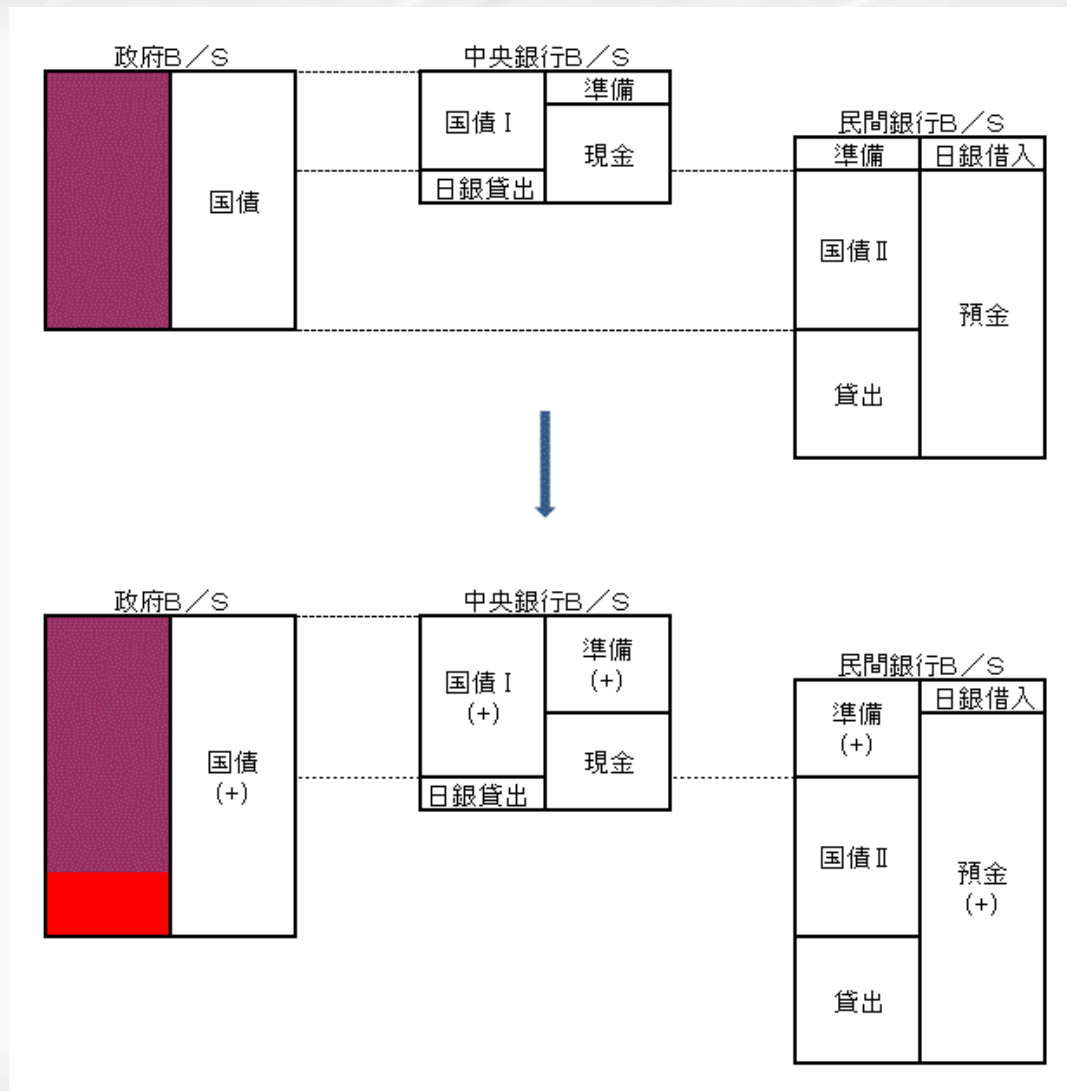 政府B／S
中央銀行B／S
準備
国債Ⅰ
現金
日銀貸出
国債
民間銀行B／S
準備
日銀借入
国債Ⅱ
預金
貸出
政府B／S
中央銀行B／S
国債Ⅰ
(+)
準備
(+)
現金
日銀貸出
国債
(+)
民間銀行B／S
準備
(+)
日銀借入
国債Ⅱ
預金
(+)
貸出